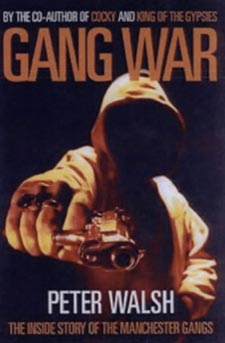 BY THE CO-AUTHOR OF COCKY AND KING OF THE GYPSIES
GANG WAR
PETER WALSH
THE INSIDE STORY OF THE MANCHESTER GANGS